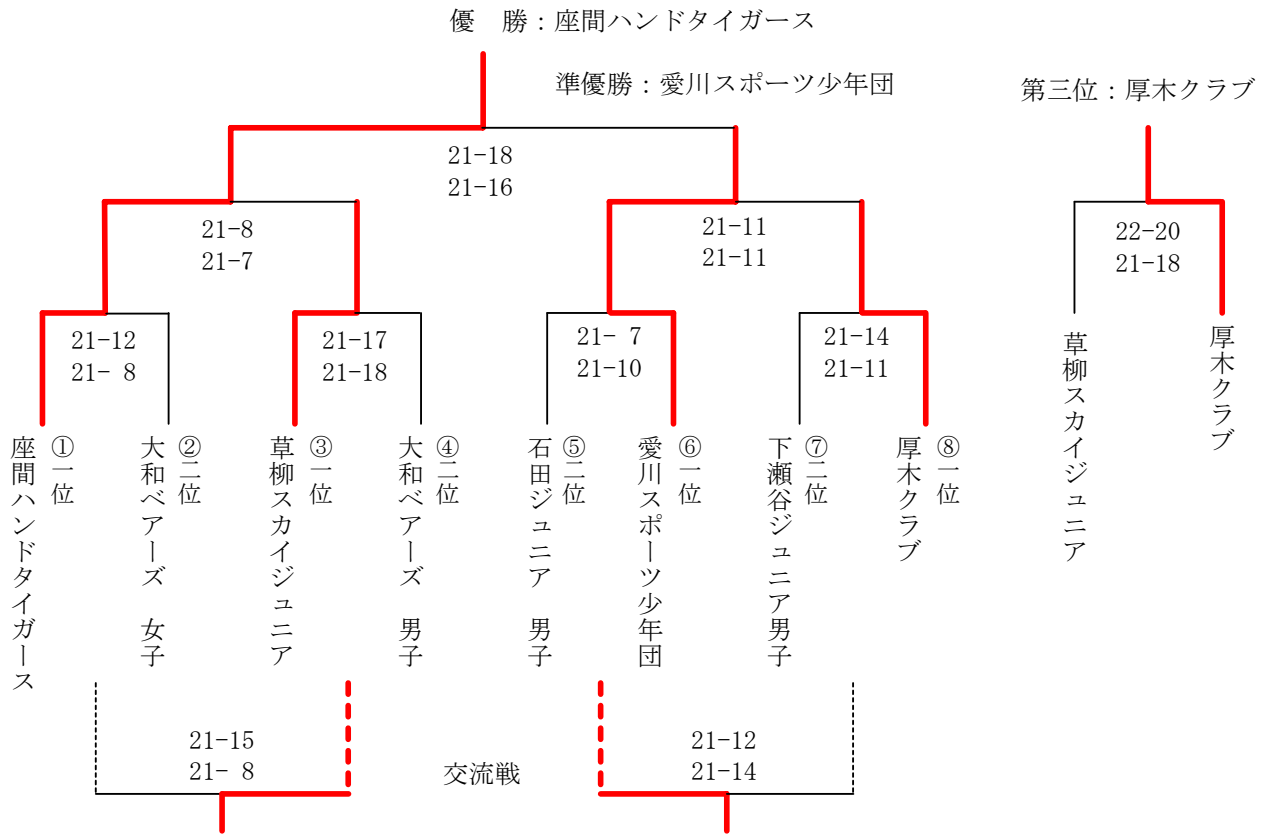 優　勝：座間ハンドタイガース
準優勝：愛川スポーツ少年団
第三位：厚木クラブ
21-18
21-16
21-8
21-7
21-11
21-11
22-20
21-18
21-12
21- 8
21-17
21-18
21- 7
21-10
21-14
21-11
①一位
座間ハンドタイガース
②二位
大和ベアーズ　女子
③一位
草柳スカイジュニア
④二位
大和ベアーズ　男子
⑤二位
石田ジュニア　男子
⑥一位
愛川スポーツ少年団
⑦二位
下瀬谷ジュニア男子
⑧一位
厚木クラブ
草柳スカイジュニア
厚木クラブ
21-15
21- 8
交流戦
21-12
21-14